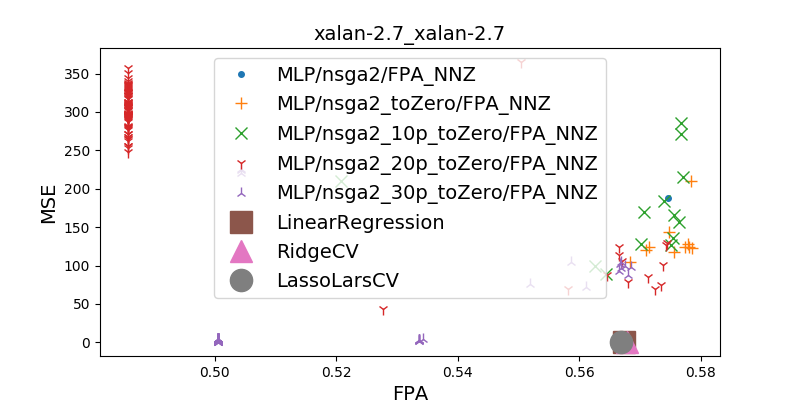 xalan-2.7_xalan-2.7
MSE
350
300
250
200
150
100
50
0
MLP/nsga2/FPA_NNZ
MLP/nsga2_toZero/FPA_NNZ
MLP/nsga2_10p_toZero/FPA_NNZ
MLP/nsga2_20p_toZero/FPA_NNZ
MLP/nsga2_30p_toZero/FPA_NNZ
LinearRegression
RidgeCV
LassoLarsCV
0.50 0.52 0.54 0.56 0.58
FPA